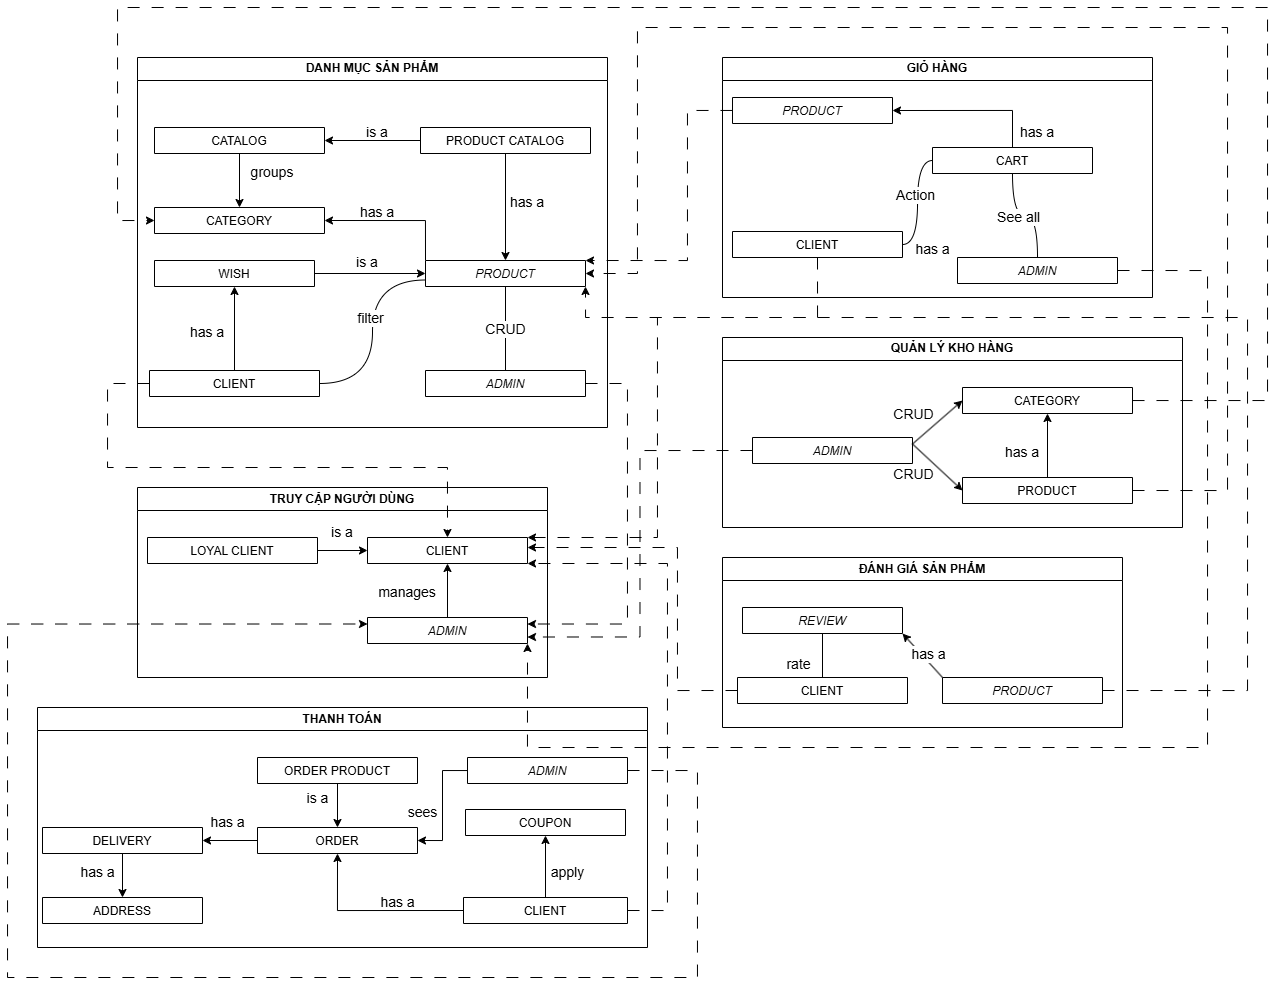 DANH MỤC SẢN PHẨM
CATALOG
is a
PRODUCT CATALOG
groups
has a
CATEGORY
has a
WISH
is a
PRODUCT
has a
filter
CRUD
CLIENT
ADMIN
GIỎ HÀNG
PRODUCT
has a
CART
Action
See all
CLIENT
has a
ADMIN
QUẢN LÝ KHO HÀNG
CRUD
CATEGORY
ADMIN
has a
CRUD
PRODUCT
TRUY CẬP NGƯỜI DÙNG
is a
LOYAL CLIENT
CLIENT
manages
ADMIN
ĐÁNH GIÁ SẢN PHẨM
REVIEW
has a
rate
CLIENT
PRODUCT
THANH TOÁN
ORDER PRODUCT
ADMIN
is a
sees
has a
COUPON
DELIVERY
ORDER
has a
apply
has a
ADDRESS
CLIENT